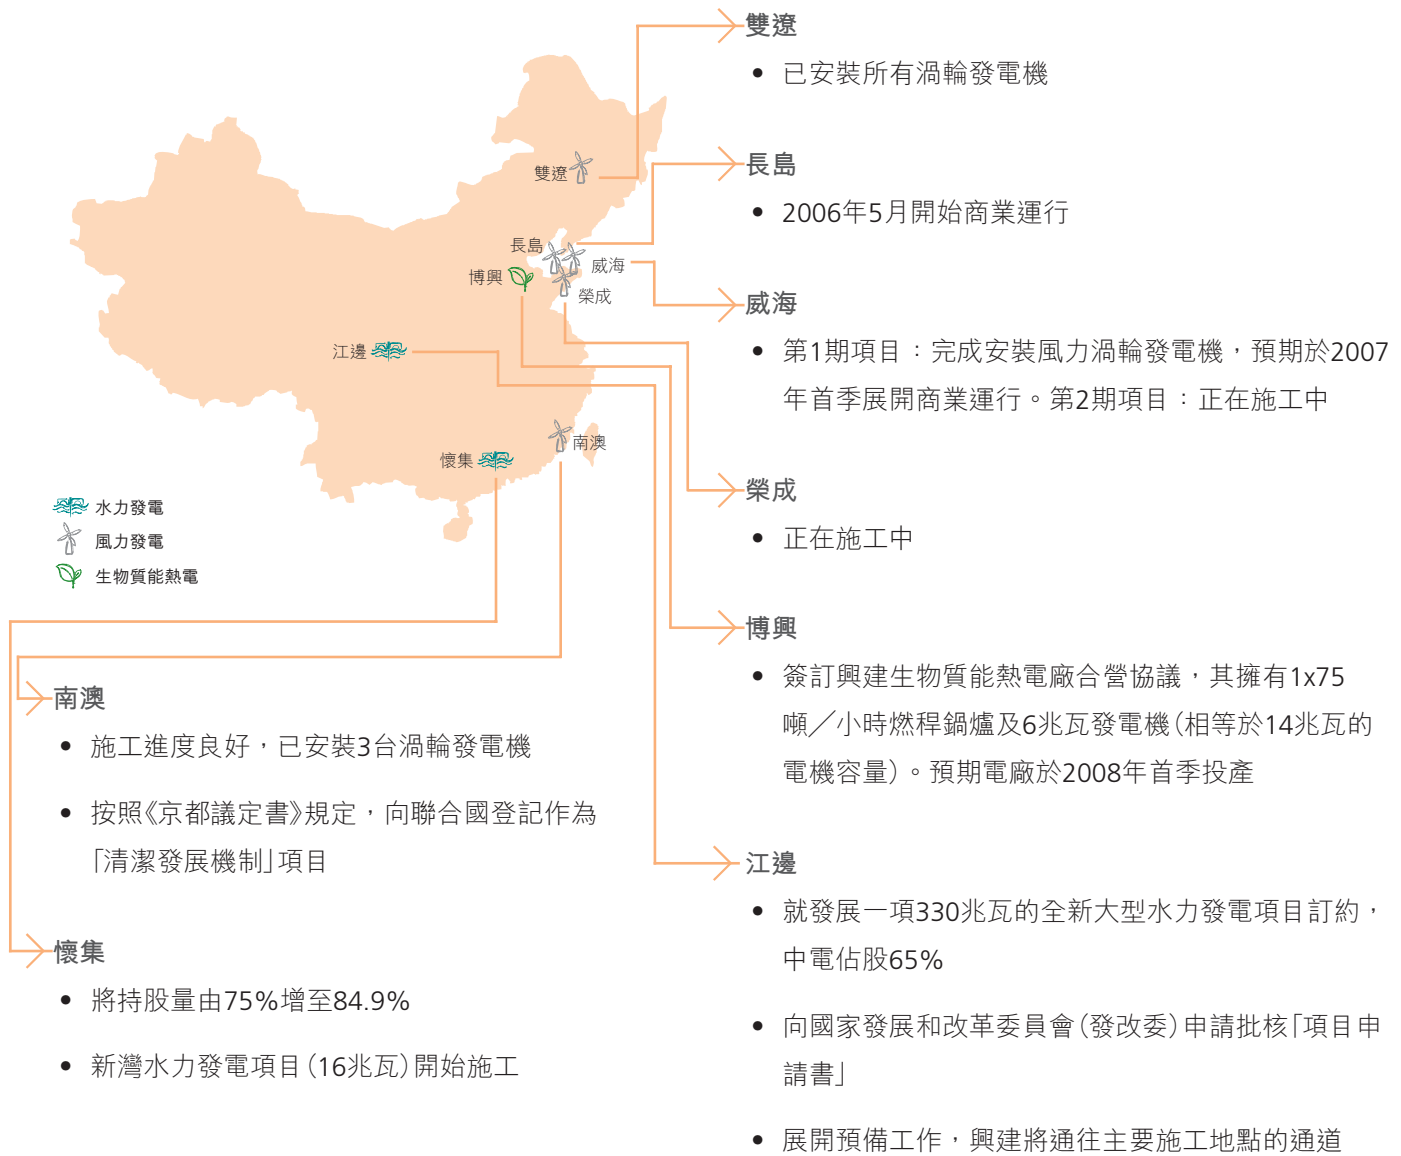 雙遼
長島
威海
博興
榮成
江邊
南澳
懷集
水力發電
風力發電
生物質能熱電
雙遼
• 已安裝所有渦輪發電機
長島
• 2006年5月開始商業運行
威海
• 第1期項目：完成安裝風力渦輪發電機，預期於2007
年首季展開商業運行。第2期項目：正在施工中
榮成
• 正在施工中
博興
• 簽訂興建生物質能熱電廠合營協議，其擁有1x75
噸／小時燃稈鍋爐及6兆瓦發電機（相等於14兆瓦的
電機容量）。預期電廠於2008年首季投產
江邊
• 就發展一項330兆瓦的全新大型水力發電項目訂約，
中電佔股65%
• 向國家發展和改革委員會（發改委）申請批核「項目申
請書」
• 展開預備工作，興建將通往主要施工地點的通道
南澳
• 施工進度良好，已安裝3台渦輪發電機
• 按照《京都議定書》規定，向聯合國登記作為
「清潔發展機制」項目
懷集
• 將持股量由75%增至84.9%
• 新灣水力發電項目（16兆瓦）開始施工